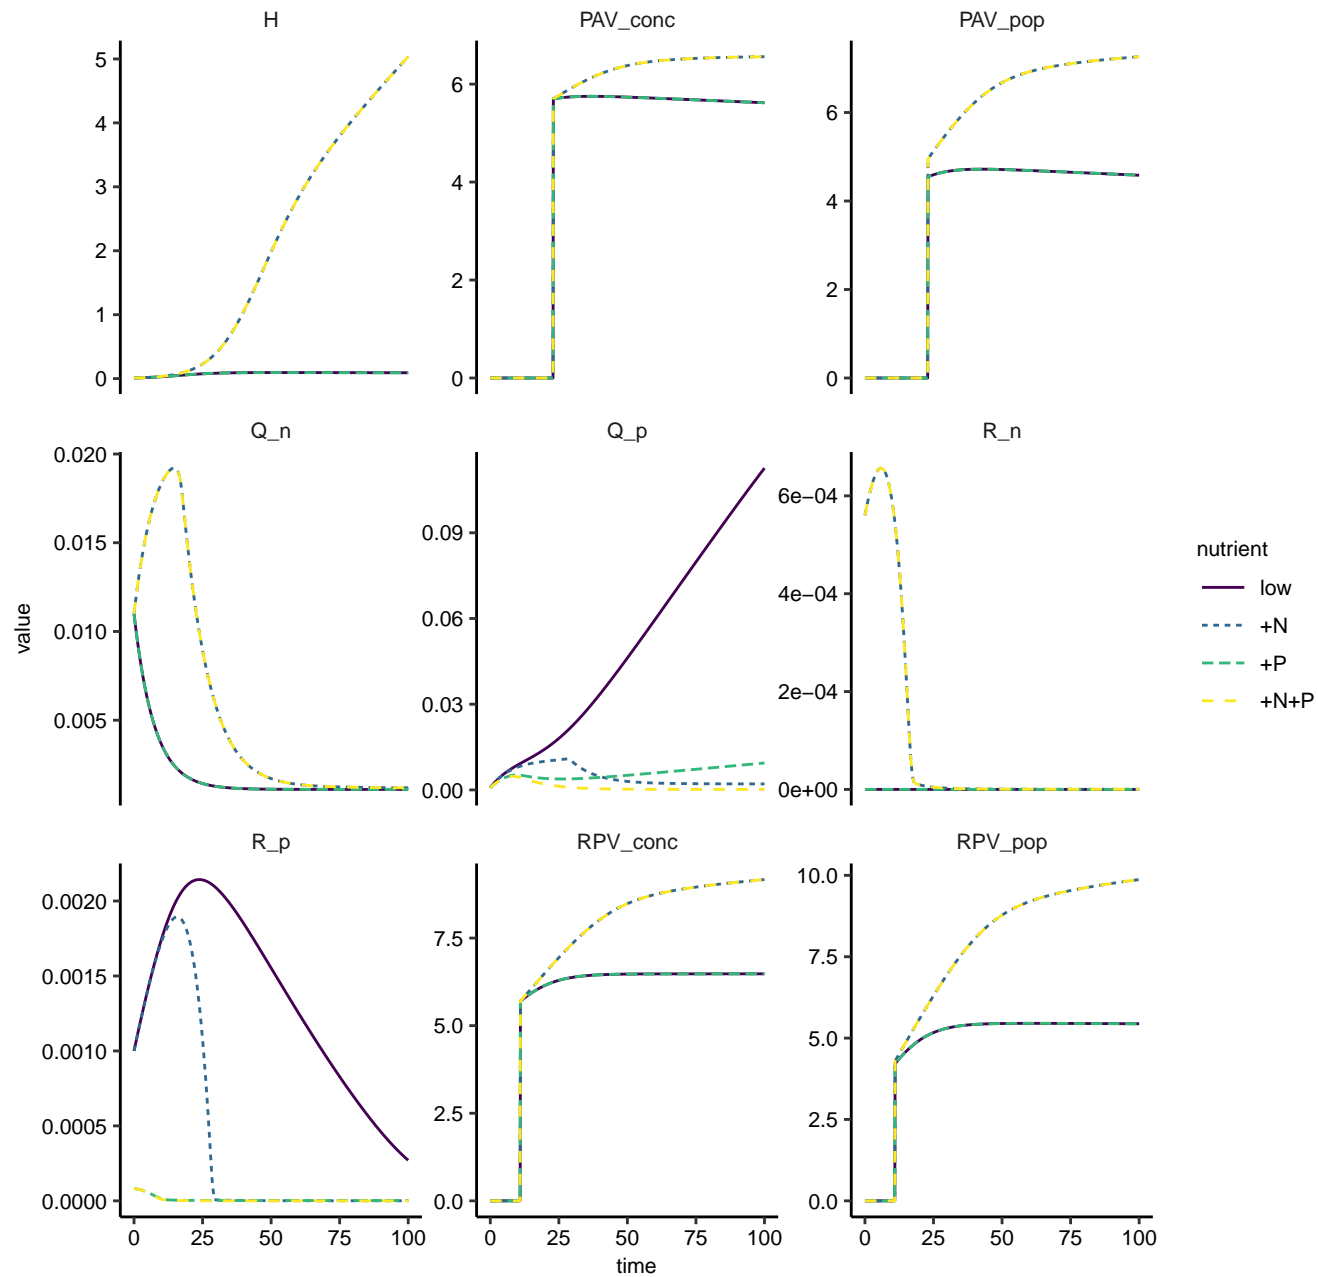 H
PAV_conc
PAV_pop
5
4
3
2
1
0
6
4
2
0
6
4
2
0
Q_n
Q_p
R_n
0.020
0.015
0.010
0.005
0.09
0.06
0.03
0.00
6e−04
4e−04
2e−04
0e+00
value
nutrient
low
+N
+P
+N+P
R_p
RPV_conc
RPV_pop
0.0020
0.0015
0.0010
0.0005
0.0000
7.5
5.0
2.5
0.0
10.0
7.5
5.0
2.5
0.0
0 25 50 75 100
0 25 50 75 100
0 25 50 75 100
time